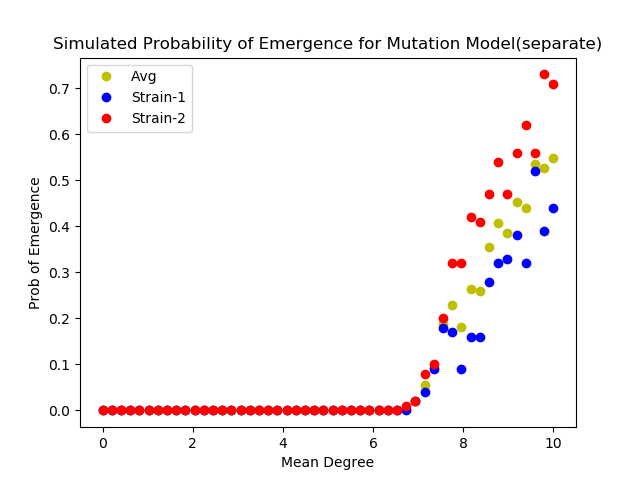 Simulated Probability of Emergence for Mutation Model(separate)
Avg
Strain-1
Strain-2
Prob of Emergence
0.7
0.6
0.5
0.4
0.3
0.2
0.1
0.0
0 2 4 6 8 10
Mean Degree